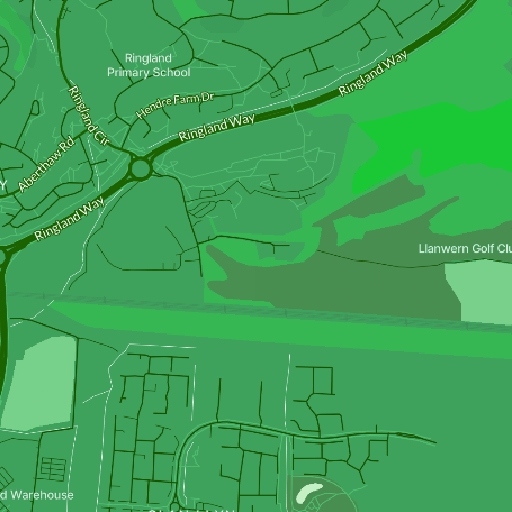 Ringland
Primary School
Ringland Way
Hendre Farm Dr
Ringland Cir
Ringland Way
Aberthaw Rd
Ringland Way
Llanwern Golf Clu
d Warehouse